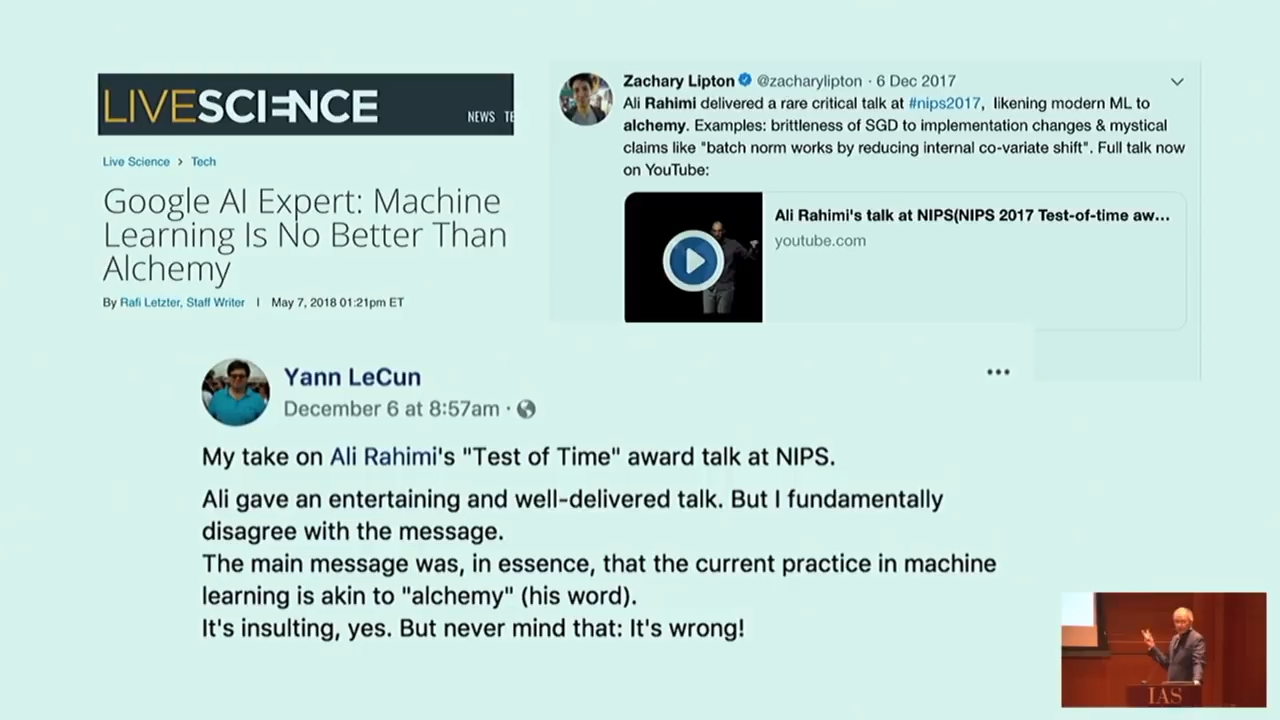 LIVESCIENCE
NEWS TE
Live Science > Tech
Google AI Expert: Machine
Learning Is No Better Than
Alchemy
By Rafi Letzter, Staff Writer | May 7, 2018 01:21pm ET
Zachary Lipton @zacharylipton · 6 Dec 2017
Ali Rahimi delivered a rare critical talk at #nips2017, likening modern ML to
alchemy. Examples: brittleness of SGD to implementation changes & mystical
claims like "batch norm works by reducing internal co-variate shift". Full talk now
on YouTube:
Ali Rahimi's talk at NIPS(NIPS 2017 Test-of-time aw...
youtube.com
Yann LeCun
December 6 at 8:57am ·
My take on Ali Rahimi's "Test of Time" award talk at NIPS.
Ali gave an entertaining and well-delivered talk. But I fundamentally
disagree with the message.
The main message was, in essence, that the current practice in machine
learning is akin to "alchemy" (his word).
It's insulting, yes. But never mind that: It's wrong!
IAS